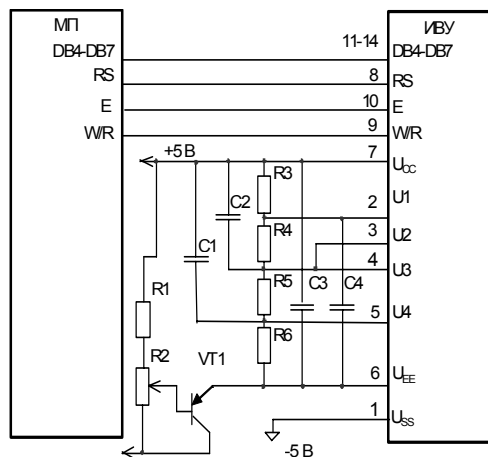 МП
ИВУ
DB4-DB7
11-14
DB4-DB7
RS
8
RS
E
10
E
W/R
9
W/R
+5 В
7
UCC
R3
C2
2
U1
R4
3
U2
C1
4
U3
R5
C3
C4
R1
5
U4
R6
R2
VT1
6
UEE
1
USS
-5 В